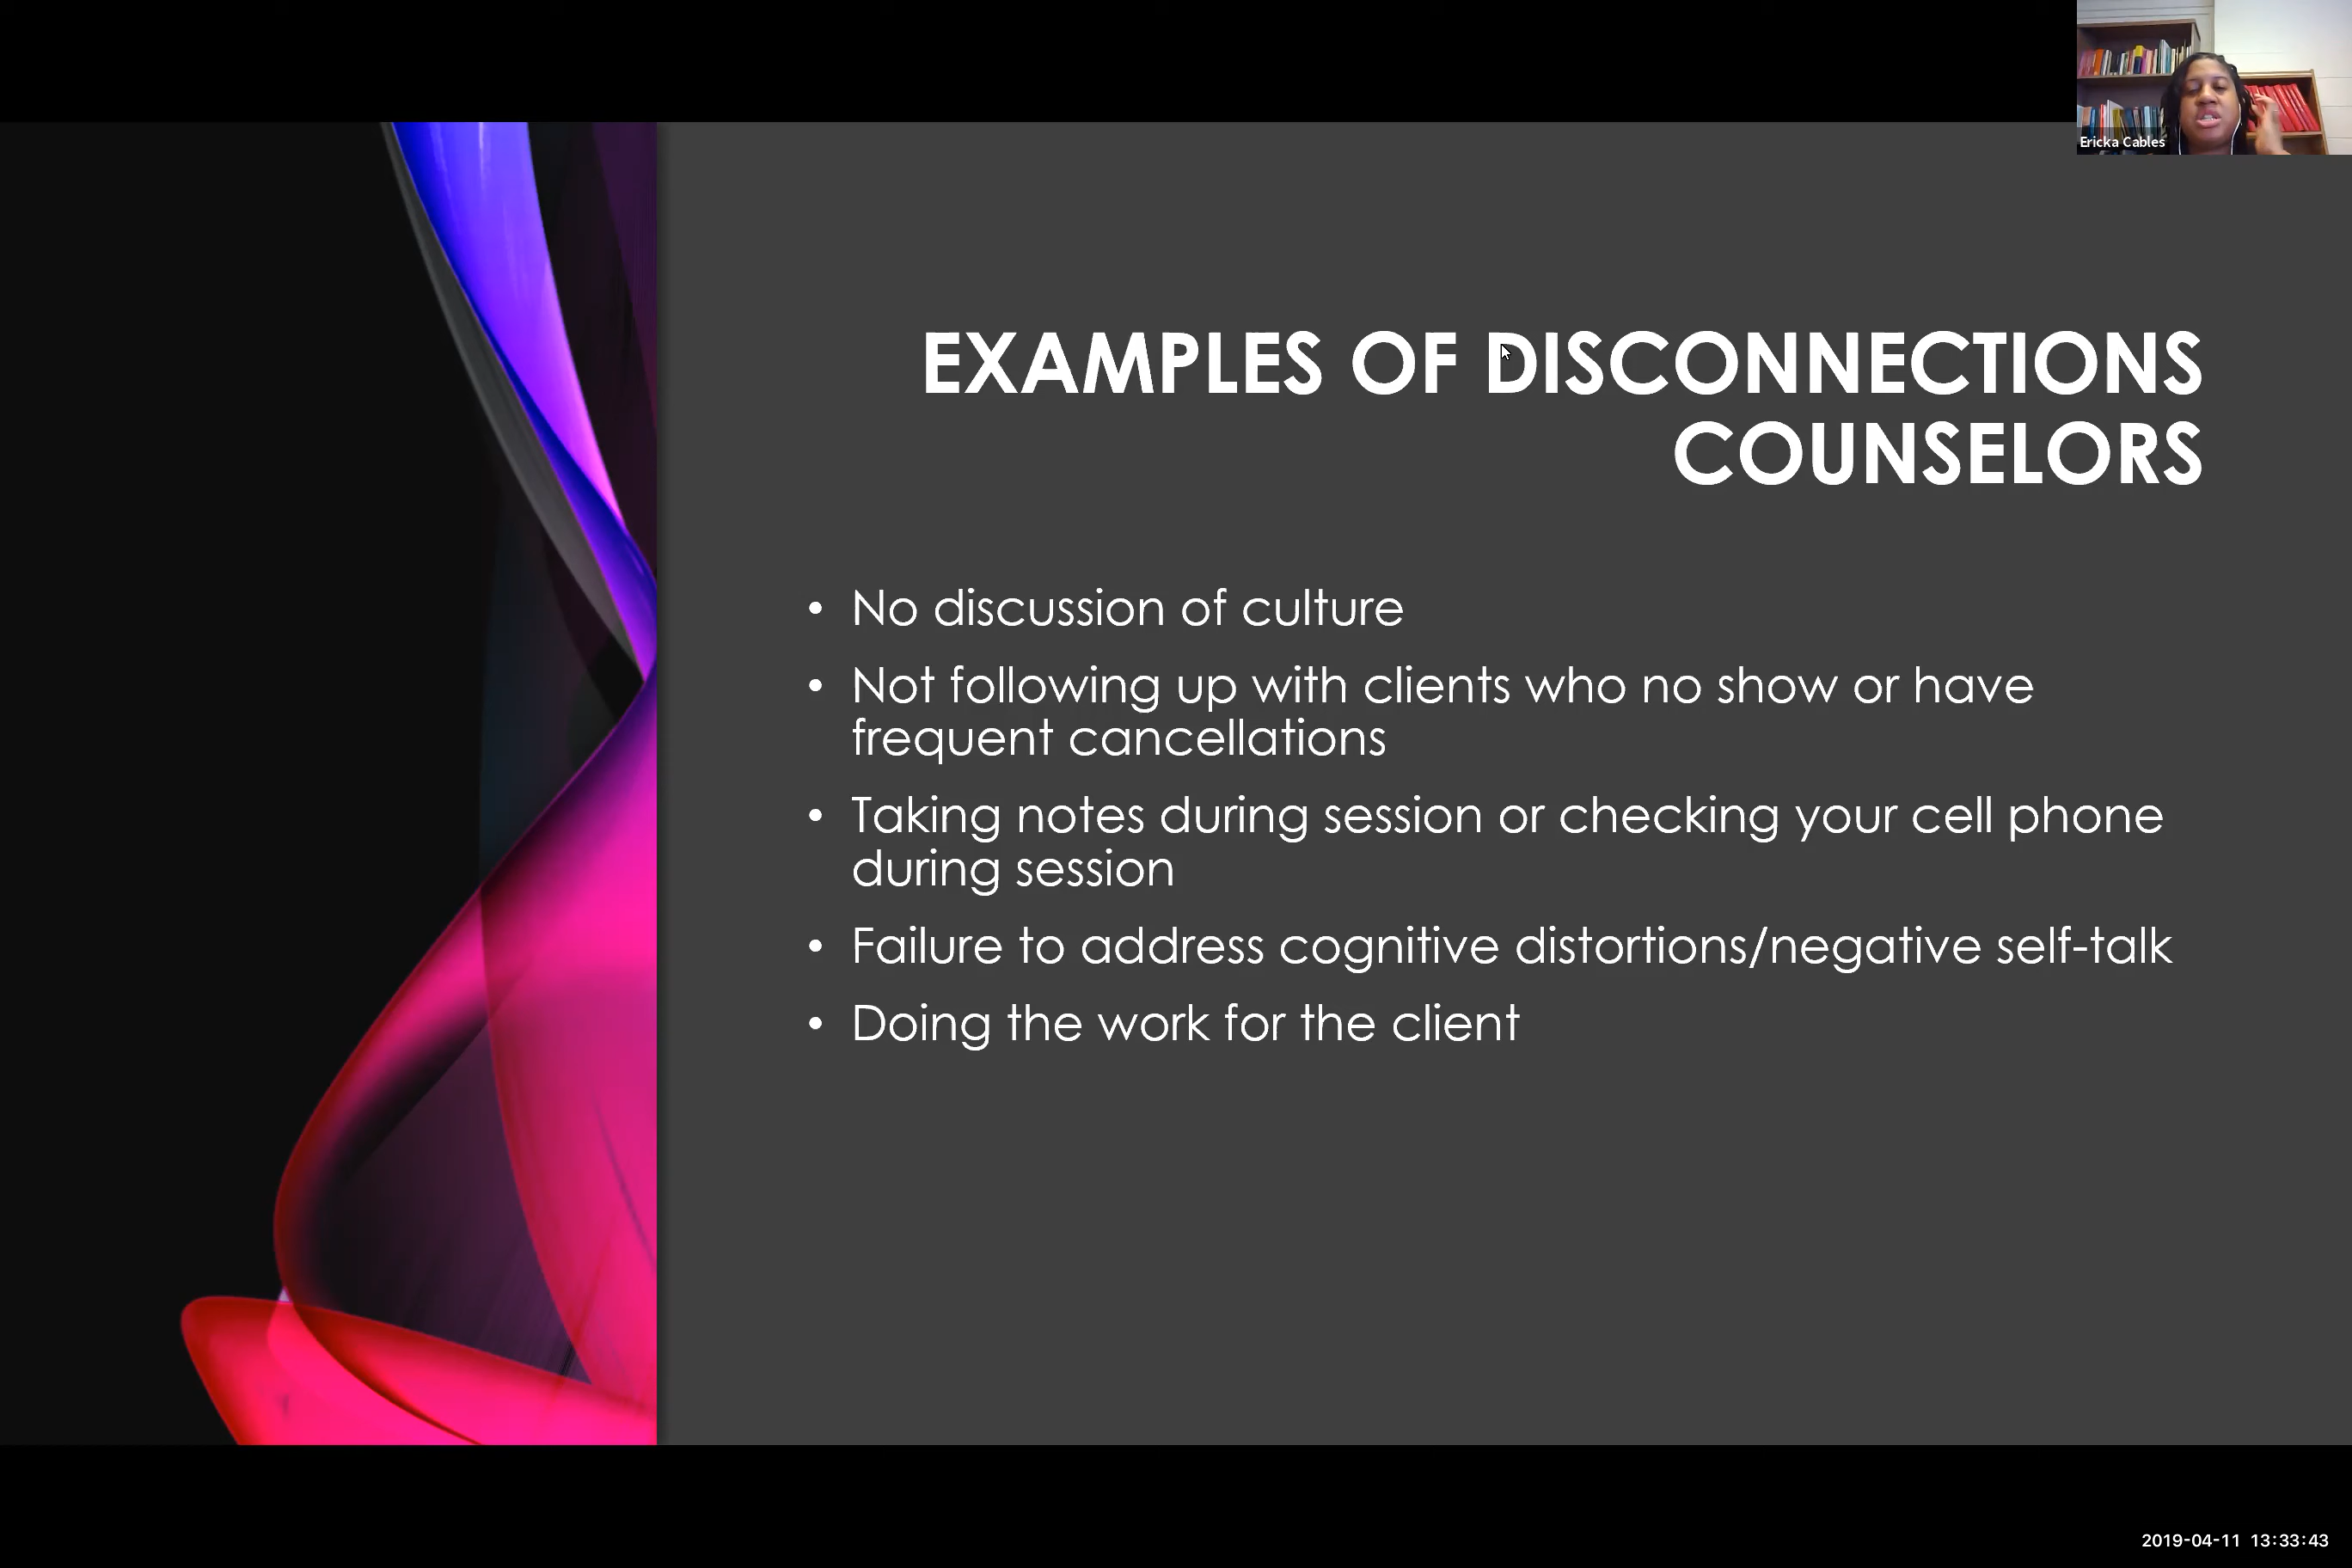 Ericka Cables
EXAMPLES OF DISCONNECTIONS
COUNSELORS
• No discussion of culture
• Not following up with clients who no show or have
frequent cancellations
• Taking notes during session or checking your cell phone
during session
• Failure to address cognitive distortions/negative self-talk
• Doing the work for the client
2019-04-11 13:33:43